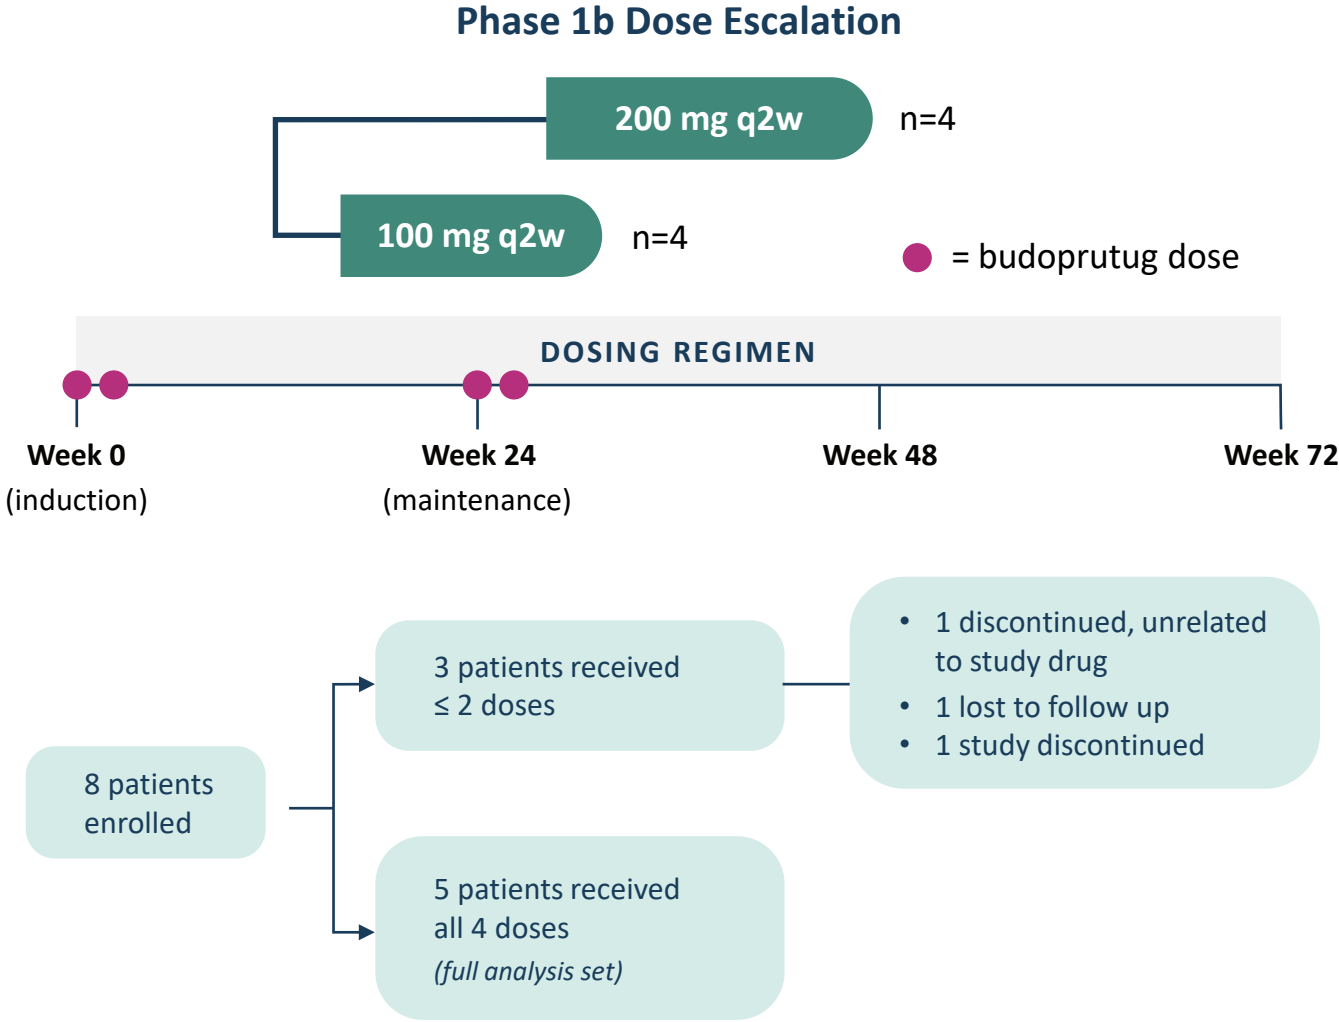 Phase 1b Dose Escalation
200 mg q2w
n=4
100 mg q2w
n=4
= budoprutug dose
DOSING REGIMEN
Week 0
(induction)
Week 24
(maintenance)
Week 48
Week 72
8 patients
enrolled
3 patients received
≤ 2 doses
• 1 discontinued, unrelated
to study drug
• 1 lost to follow up
• 1 study discontinued
5 patients received
all 4 doses
(full analysis set)